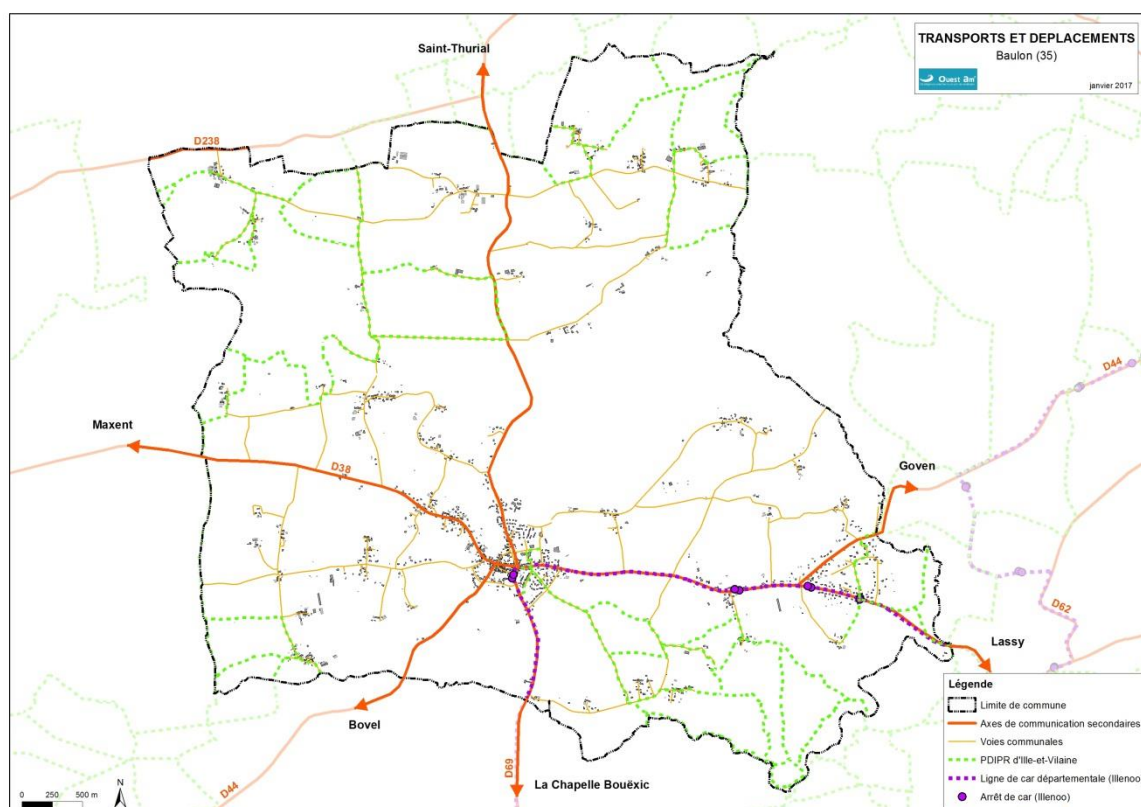 TRANSPORTS ET DEPLACEMENTS
Baulon (35)
Ouest am'
janvier 2017
Saint-Thurial
D238
D44
Maxent
D38
Goven
D62
Lassy
Bovel
D69
D44
La Chapelle Bouëxic
Légende
Limite de commune
Axes de communication secondaires
Voies communales
PDIPR d'Ille-et-Vilaine
Ligne de car départementale (Illenoo)
Arrêt de car (Illenoo)
0 250 500 m
N